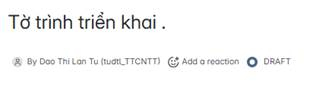 Tờ trình triển khai .
By Dao Thi Lan Tu (tudtl_TTCNTT) Add a reaction DRAFT